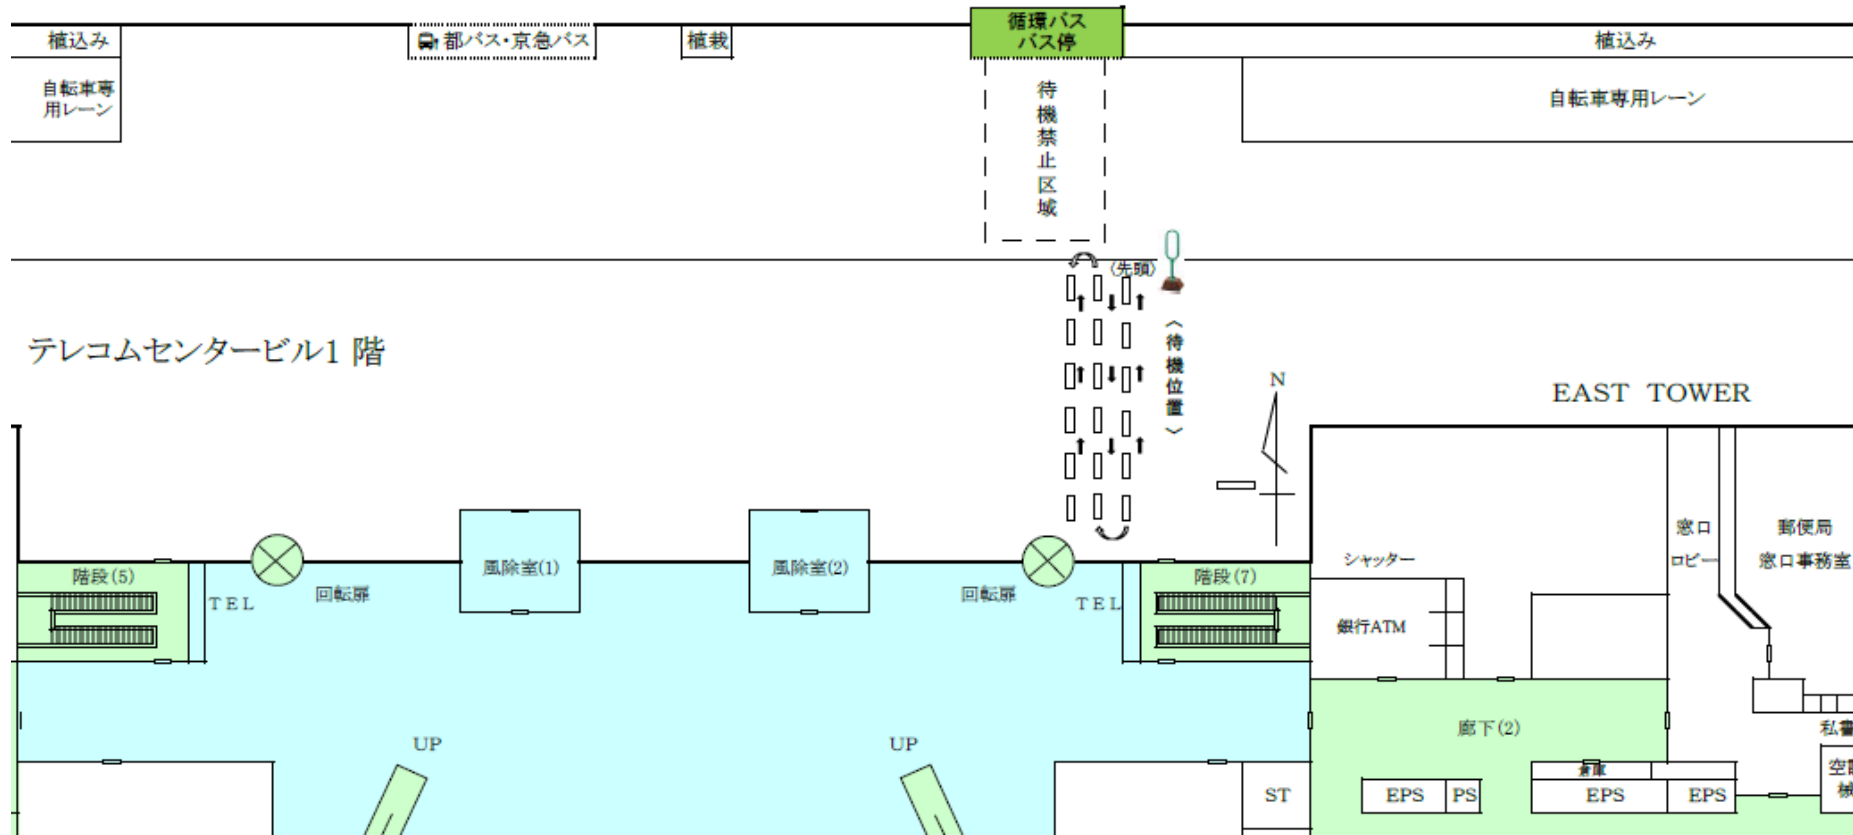 植込み
都バス・京急バス
植栽
循環バス
バス停
植込み
自転車専
用レーン
待機禁止区域
自転車専用レーン
〈先頭〉
〈待機位置〉
テレコムセンタービル1 階
N
EAST TOWER
窓口
ロビー
郵便局
窓口事務室
シャッター
階段(5)
TEL
回転扉
風除室(1)
風除室(2)
回転扉
TEL
階段(7)
銀行ATM
UP
UP
廊下(2)
私書
倉庫
ST
EPS
PS
EPS
EPS